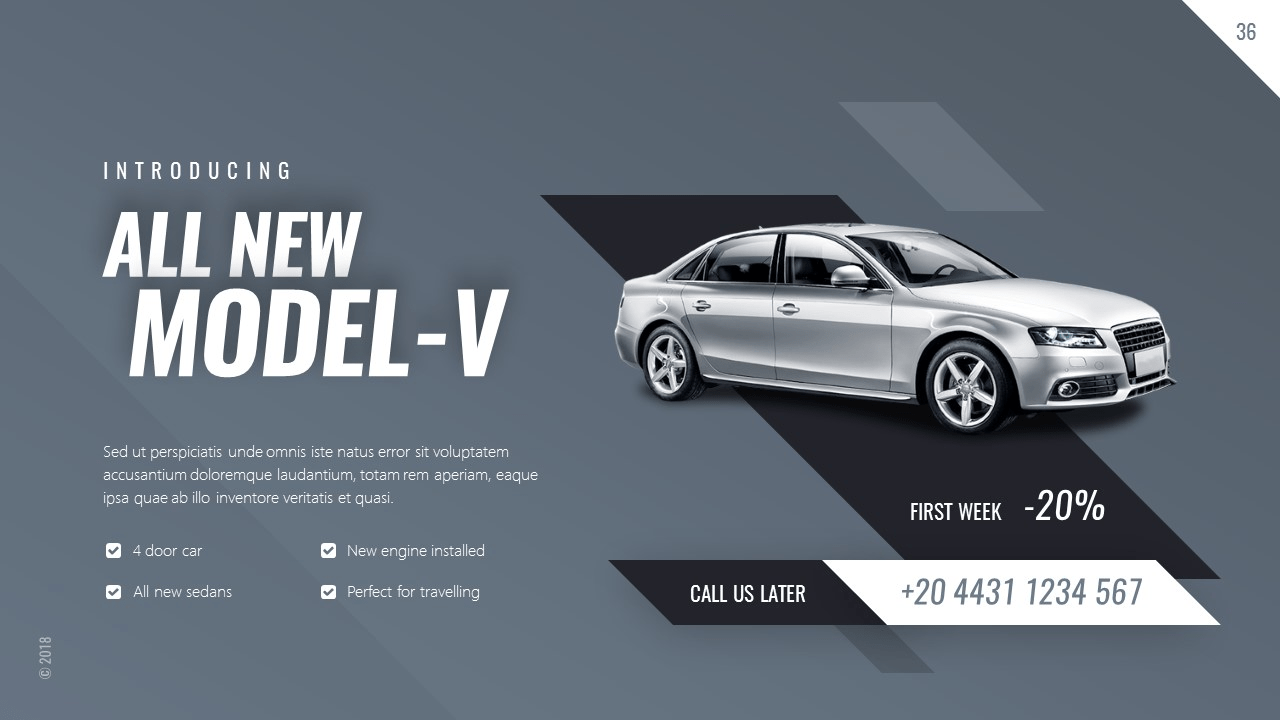 36
INTRODUCING
ALL NEW
MODEL-V
Sed ut perspiciatis unde omnis iste natus error sit voluptatem
accusantium doloremque laudantium, totam rem aperiam, eaque
ipsa quae ab illo inventore veritatis et quasi.
4 door car
New engine installed
All new sedans
Perfect for travelling
FIRST WEEK -20%
CALL US LATER +20 4431 1234 567
© 2018